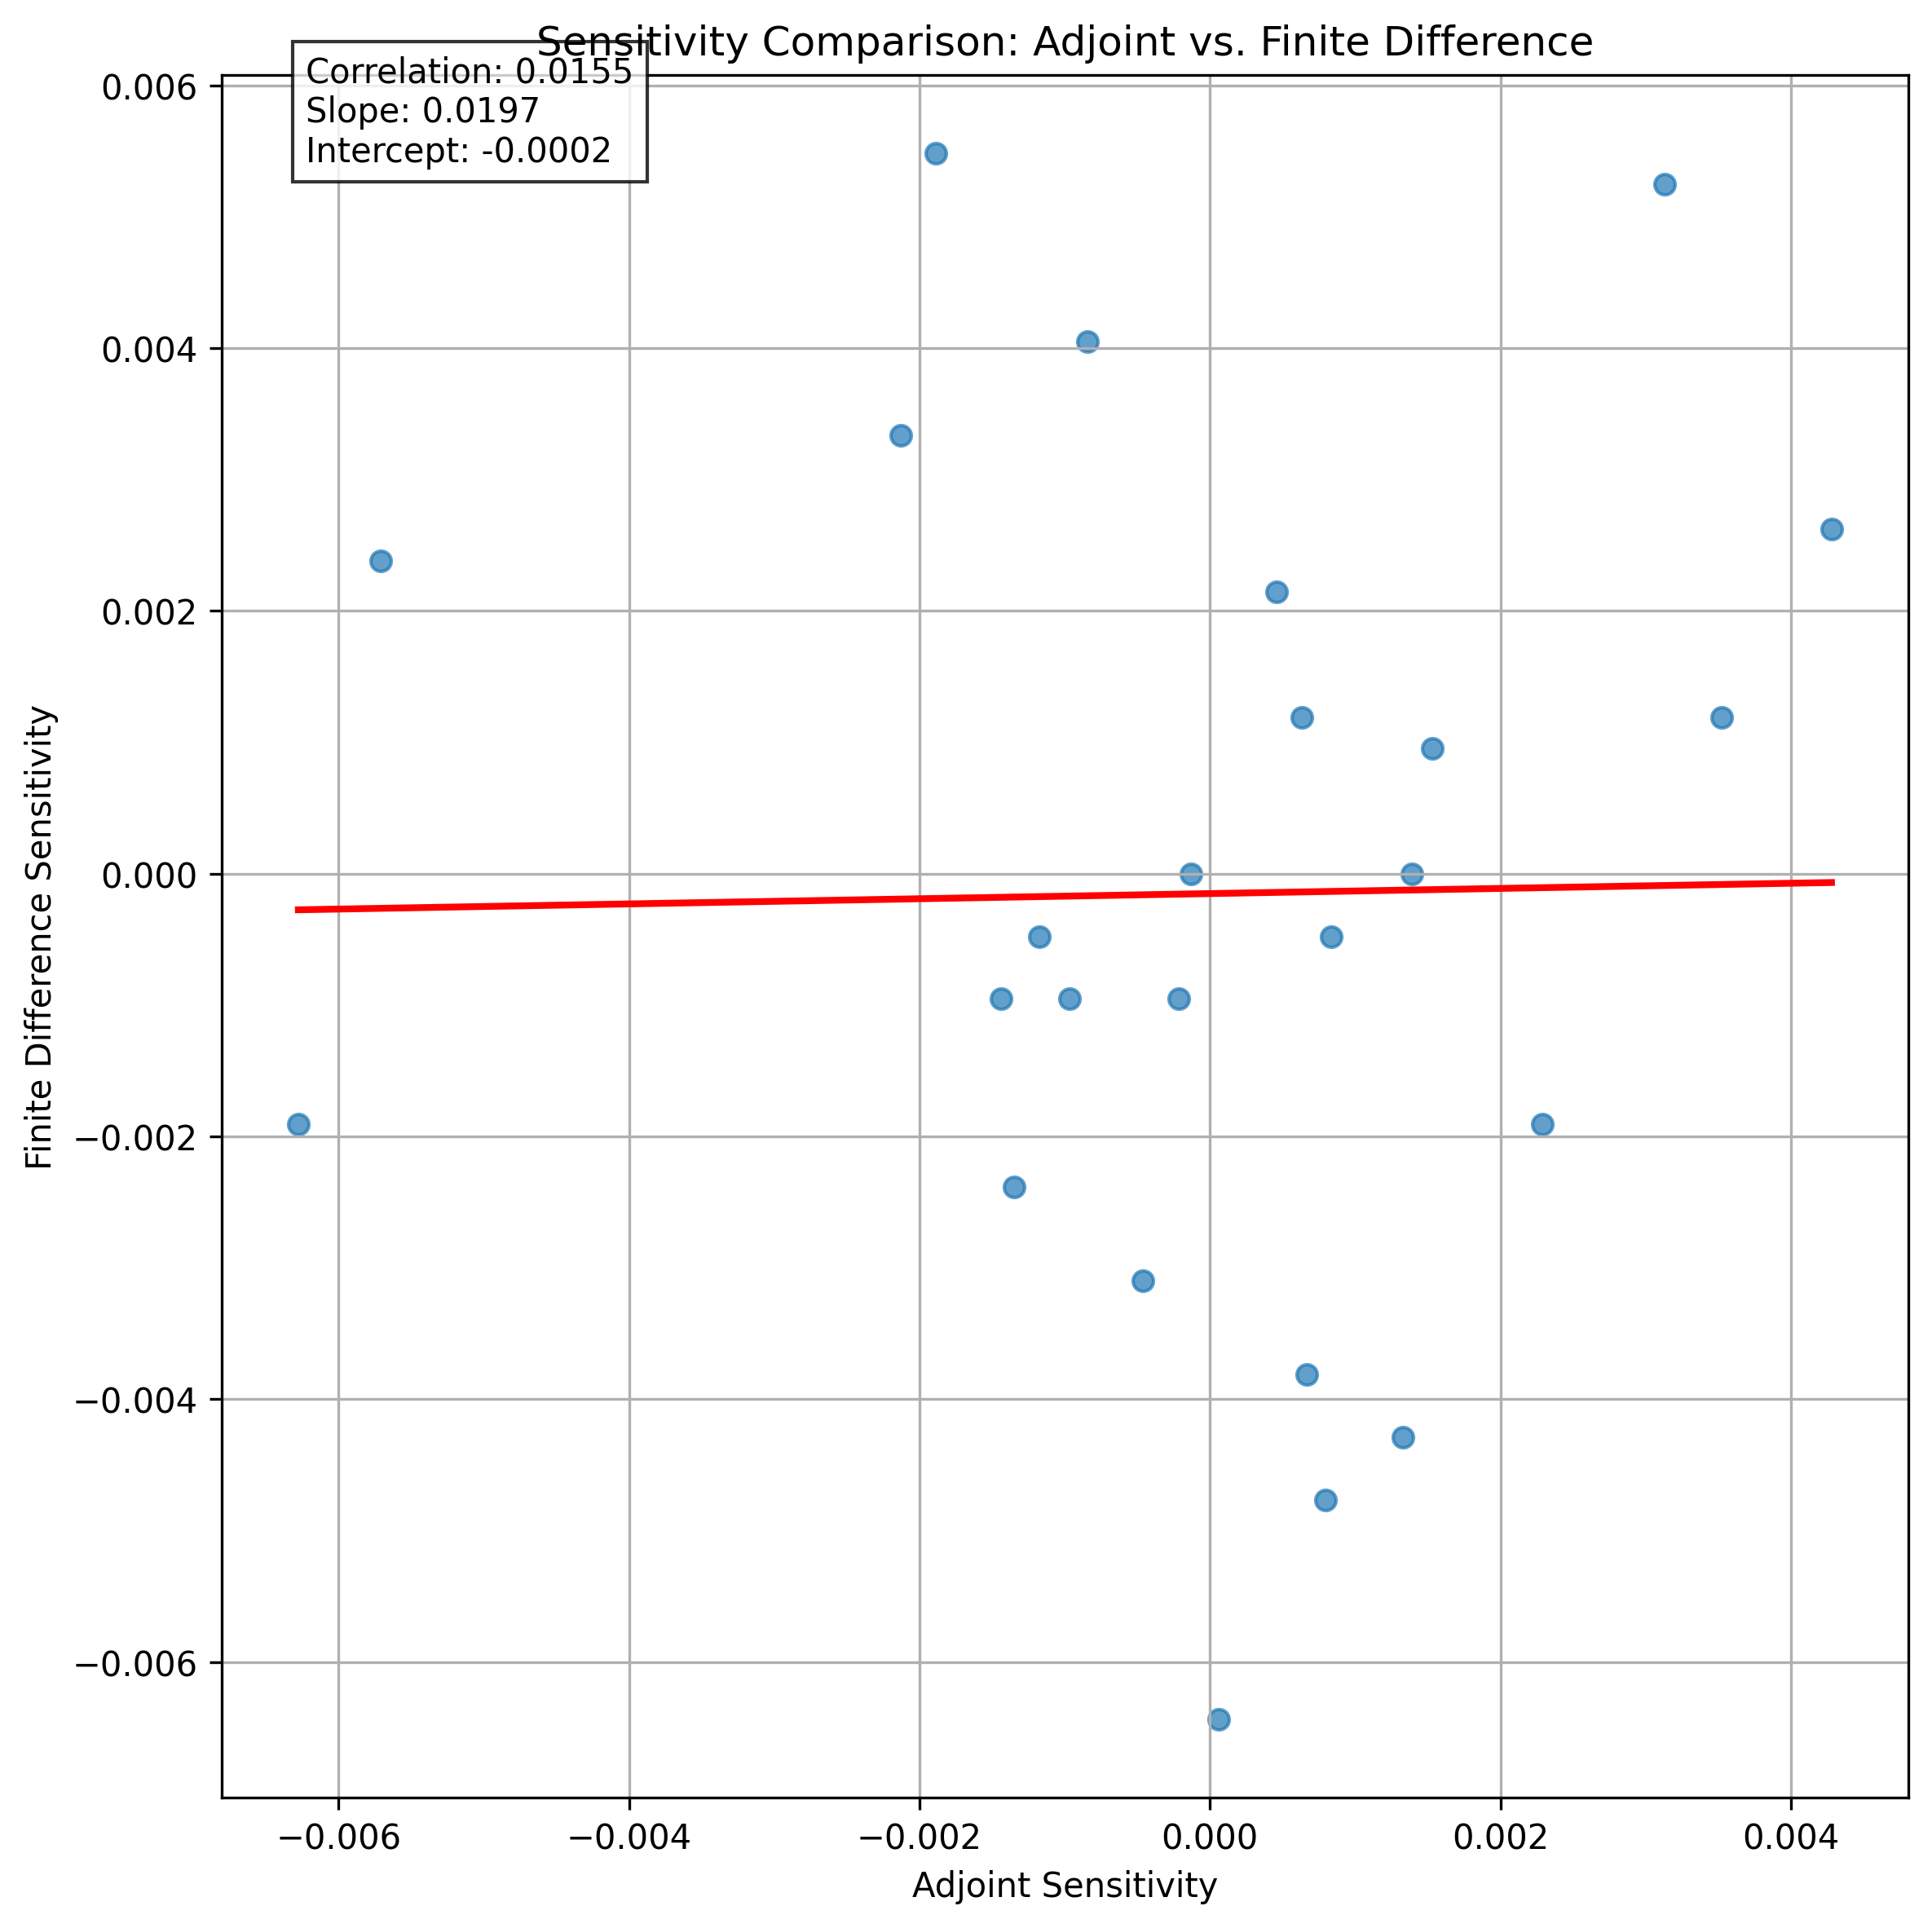 Sensitivity Comparison: Adjoint vs. Finite Difference
Correlation: 0.0155
Slope: 0.0197
Intercept: -0.0002
0.006
0.004
0.002
0.000
−0.002
−0.004
−0.006
Finite Difference Sensitivity
−0.006 −0.004 −0.002 0.000 0.002 0.004
Adjoint Sensitivity